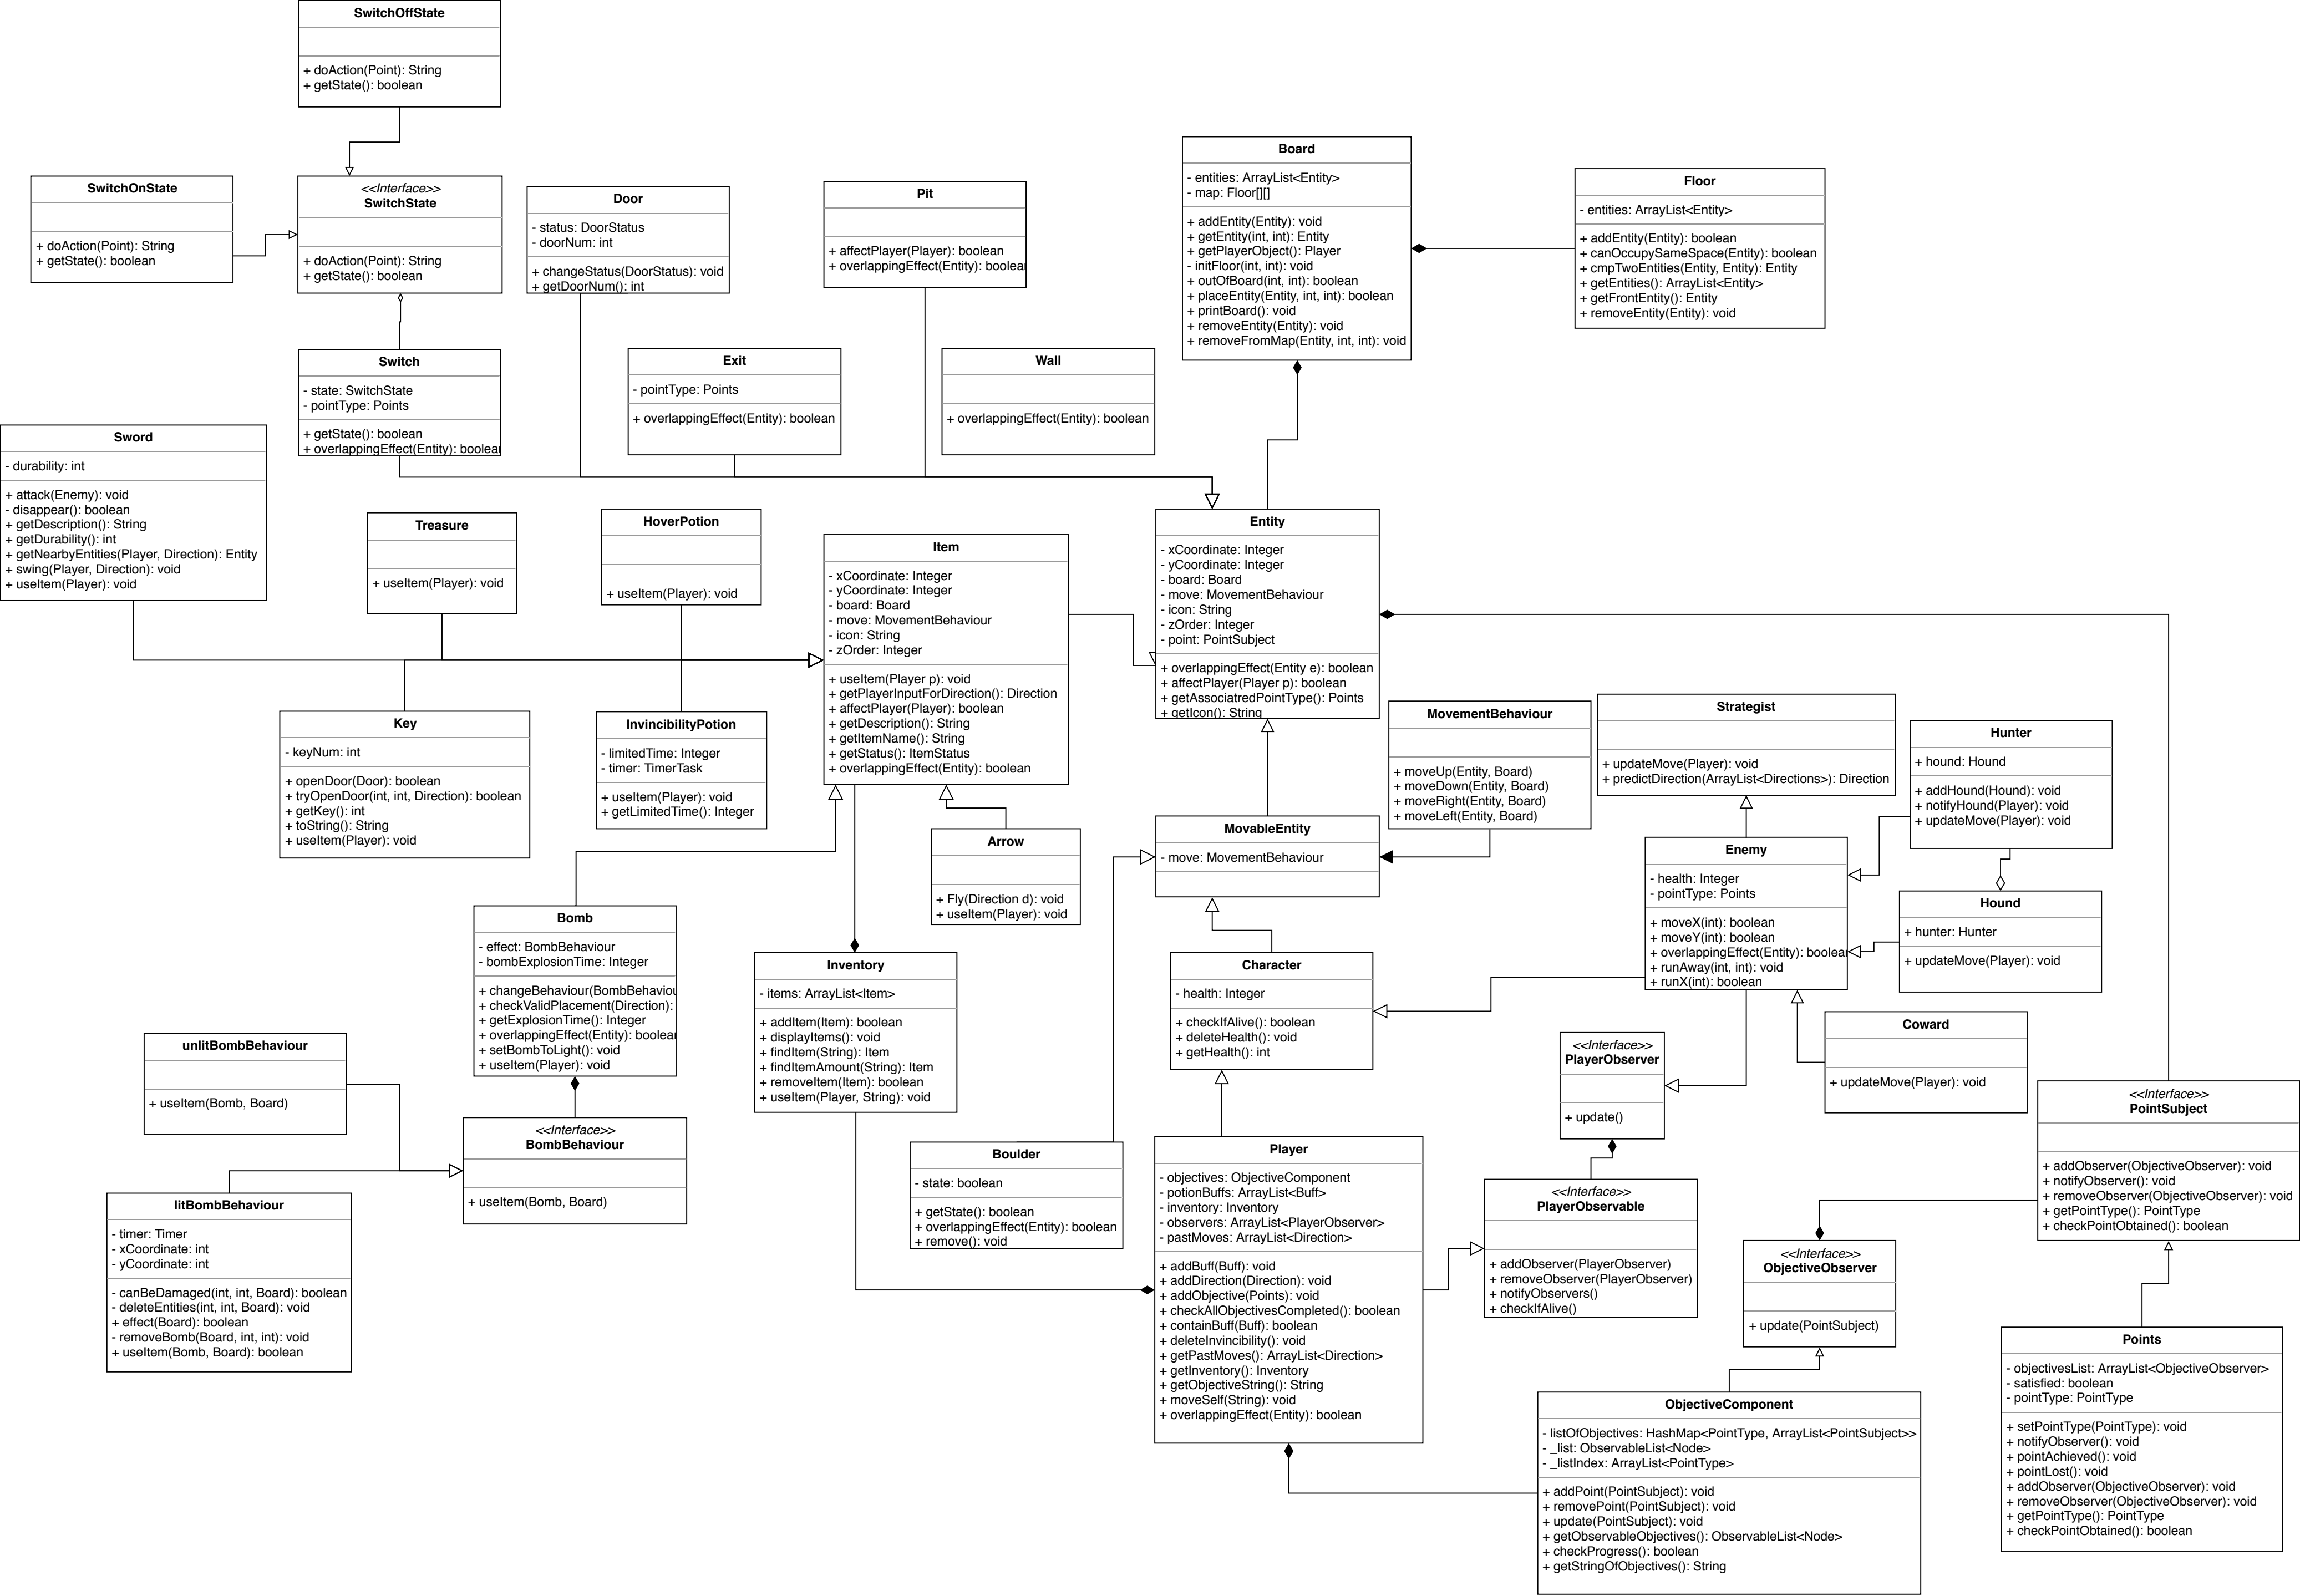 SwitchOffState
+ doAction(Point): String
+ getState(): boolean
SwitchOnState
+ doAction(Point): String
+ getState(): boolean
<<Interface>>
SwitchState
+ doAction(Point): String
+ getState(): boolean
Door
- status: DoorStatus
- doorNum: int
+ changeStatus(DoorStatus): void
+ getDoorNum(): int
Pit
+ affectPlayer(Player): boolean
+ overlappingEffect(Entity): boolea
Board
- entities: ArrayList<Entity>
- map: Floor[][]
+ addEntity(Entity): void
+ getEntity(int, int): Entity
+ getPlayerObject(): Player
- initFloor(int, int): void
+ outOfBoard(int, int): boolean
+ placeEntity(Entity, int, int): boolean
+ printBoard(): void
+ removeEntity(Entity): void
+ removeFromMap(Entity, int, int): void
Floor
- entities: ArrayList<Entity>
+ addEntity(Entity): boolean
+ canOccupySameSpace(Entity): boolean
+ cmpTwoEntities(Entity, Entity): Entity
+ getEntities(): ArrayList<Entity>
+ getFrontEntity(): Entity
+ removeEntity(Entity): void
Switch
- state: SwitchState
- pointType: Points
+ getState(): boolean
+ overlappingEffect(Entity): boolea
Exit
- pointType: Points
+ overlappingEffect(Entity): boolean
Wall
+ overlappingEffect(Entity): boolean
Sword
- durability: int
+ attack(Enemy): void
- disappear(): boolean
+ getDescription(): String
+ getDurability(): int
+ getNearbyEntities(Player, Direction): Entity
+ swing(Player, Direction): void
+ useItem(Player): void
Treasure
+ useItem(Player): void
HoverPotion
+ useItem(Player): void
Item
- xCoordinate: Integer
- yCoordinate: Integer
- board: Board
- move: MovementBehaviour
- icon: String
- zOrder: Integer
+ useItem(Player p): void
+ getPlayerInputForDirection(): Direction
+ affectPlayer(Player): boolean
+ getDescription(): String
+ getItemName(): String
+ getStatus(): ItemStatus
+ overlappingEffect(Entity): boolean
Entity
- xCoordinate: Integer
- yCoordinate: Integer
- board: Board
- move: MovementBehaviour
- icon: String
- zOrder: Integer
- point: PointSubject
+ overlappingEffect(Entity e): boolean
+ affectPlayer(Player p): boolean
+ getAssociatredPointType(): Points
+ getIcon(): String
Key
- keyNum: int
+ openDoor(Door): boolean
+ tryOpenDoor(int, int, Direction): boolean
+ getKey(): int
+ toString(): String
+ useItem(Player): void
InvincibilityPotion
- limitedTime: Integer
- timer: TimerTask
+ useItem(Player): void
+ getLimitedTime(): Integer
MovementBehaviour
+ moveUp(Entity, Board)
+ moveDown(Entity, Board)
+ moveRight(Entity, Board)
+ moveLeft(Entity, Board)
Strategist
+ updateMove(Player): void
+ predictDirection(ArrayList<Directions>): Direction
Hunter
+ hound: Hound
+ addHound(Hound): void
+ notifyHound(Player): void
+ updateMove(Player): void
Arrow
+ Fly(Direction d): void
+ useItem(Player): void
MovableEntity
- move: MovementBehaviour
Enemy
- health: Integer
- pointType: Points
+ moveX(int): boolean
+ moveY(int): boolean
+ overlappingEffect(Entity): boolea
+ runAway(int, int): void
+ runX(int): boolean
Hound
+ hunter: Hunter
+ updateMove(Player): void
Bomb
- effect: BombBehaviour
- bombExplosionTime: Integer
+ changeBehaviour(BombBehaviou
+ checkValidPlacement(Direction):
+ getExplosionTime(): Integer
+ overlappingEffect(Entity): boolea
+ setBombToLight(): void
+ useItem(Player): void
Inventory
- items: ArrayList<Item>
+ addItem(Item): boolean
+ displayItems(): void
+ findItem(String): Item
+ findItemAmount(String): Item
+ removeItem(Item): boolean
+ useItem(Player, String): void
Character
- health: Integer
+ checkIfAlive(): boolean
+ deleteHealth(): void
+ getHealth(): int
Coward
+ updateMove(Player): void
<<Interface>>
PlayerObserver
+ update()
unlitBombBehaviour
+ useItem(Bomb, Board)
<<Interface>>
BombBehaviour
+ useItem(Bomb, Board)
litBombBehaviour
- timer: Timer
- xCoordinate: int
- yCoordinate: int
- canBeDamaged(int, int, Board): boolean
- deleteEntities(int, int, Board): void
+ effect(Board): boolean
- removeBomb(Board, int, int): void
+ useItem(Bomb, Board): boolean
Boulder
- state: boolean
+ getState(): boolean
+ overlappingEffect(Entity): boolean
+ remove(): void
Player
- objectives: ObjectiveComponent
- potionBuffs: ArrayList<Buff>
- inventory: Inventory
- observers: ArrayList<PlayerObserver>
- pastMoves: ArrayList<Direction>
+ addBuff(Buff): void
+ addDirection(Direction): void
+ addObjective(Points): void
+ checkAllObjectivesCompleted(): boolean
+ containBuff(Buff): boolean
+ deleteInvincibility(): void
+ getPastMoves(): ArrayList<Direction>
+ getInventory(): Inventory
+ getObjectiveString(): String
+ moveSelf(String): void
+ overlappingEffect(Entity): boolean
<<Interface>>
PlayerObservable
+ addObserver(PlayerObserver)
+ removeObserver(PlayerObserver)
+ notifyObservers()
+ checkIfAlive()
<<Interface>>
PointSubject
+ addObserver(ObjectiveObserver): void
+ notifyObserver(): void
+ removeObserver(ObjectiveObserver): void
+ getPointType(): PointType
+ checkPointObtained(): boolean
<<Interface>>
ObjectiveObserver
+ update(PointSubject)
Points
- objectivesList: ArrayList<ObjectiveObserver>
- satisfied: boolean
- pointType: PointType
+ setPointType(PointType): void
+ notifyObserver(): void
+ pointAchieved(): void
+ pointLost(): void
+ addObserver(ObjectiveObserver): void
+ removeObserver(ObjectiveObserver): void
+ getPointType(): PointType
+ checkPointObtained(): boolean
ObjectiveComponent
- listOfObjectives: HashMap<PointType, ArrayList<PointSubject>>
- _list: ObservableList<Node>
- _listIndex: ArrayList<PointType>
+ addPoint(PointSubject): void
+ removePoint(PointSubject): void
+ update(PointSubject): void
+ getObservableObjectives(): ObservableList<Node>
+ checkProgress(): boolean
+ getStringOfObjectives(): String